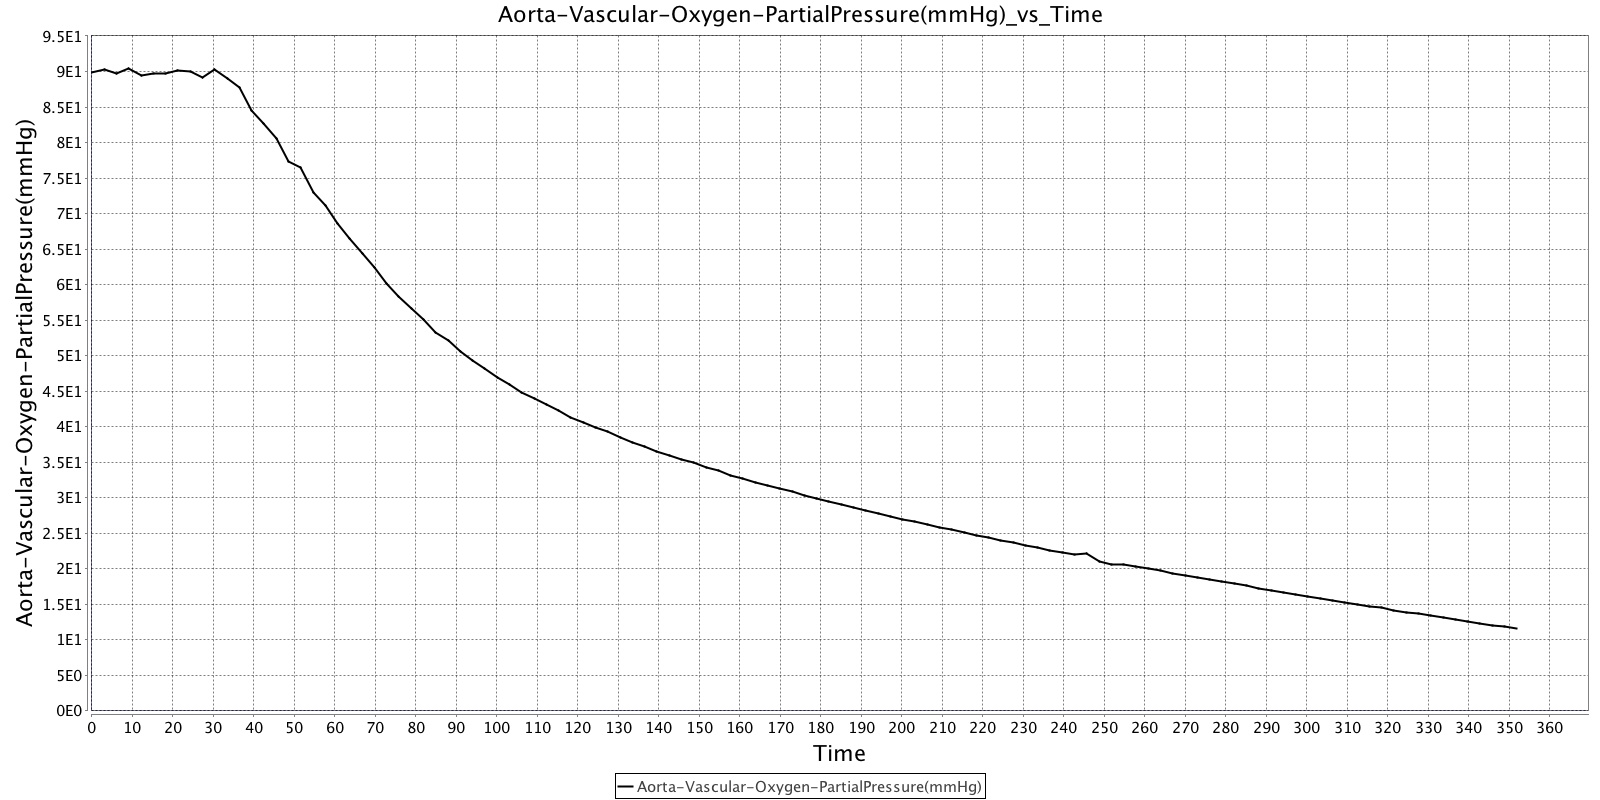 Aorta-Vascular-Oxygen-PartialPressure(mmHg)_vs_Time
Aorta-Vascular-Oxygen-PartialPressure(mmHg)
9.5E1
9E1
8.5E1
8E1
7.5E1
7E1
6.5E1
6E1
5.5E1
5E1
4.5E1
4E1
3.5E1
3E1
2.5E1
2E1
1.5E1
1E1
5E0
0E0
0 10 20 30 40 50 60 70 80 90 100 110 120 130 140 150 160 170 180 190 200 210 220 230 240 250 260 270 280 290 300 310 320 330 340 350 360
Time
Aorta-Vascular-Oxygen-PartialPressure(mmHg)